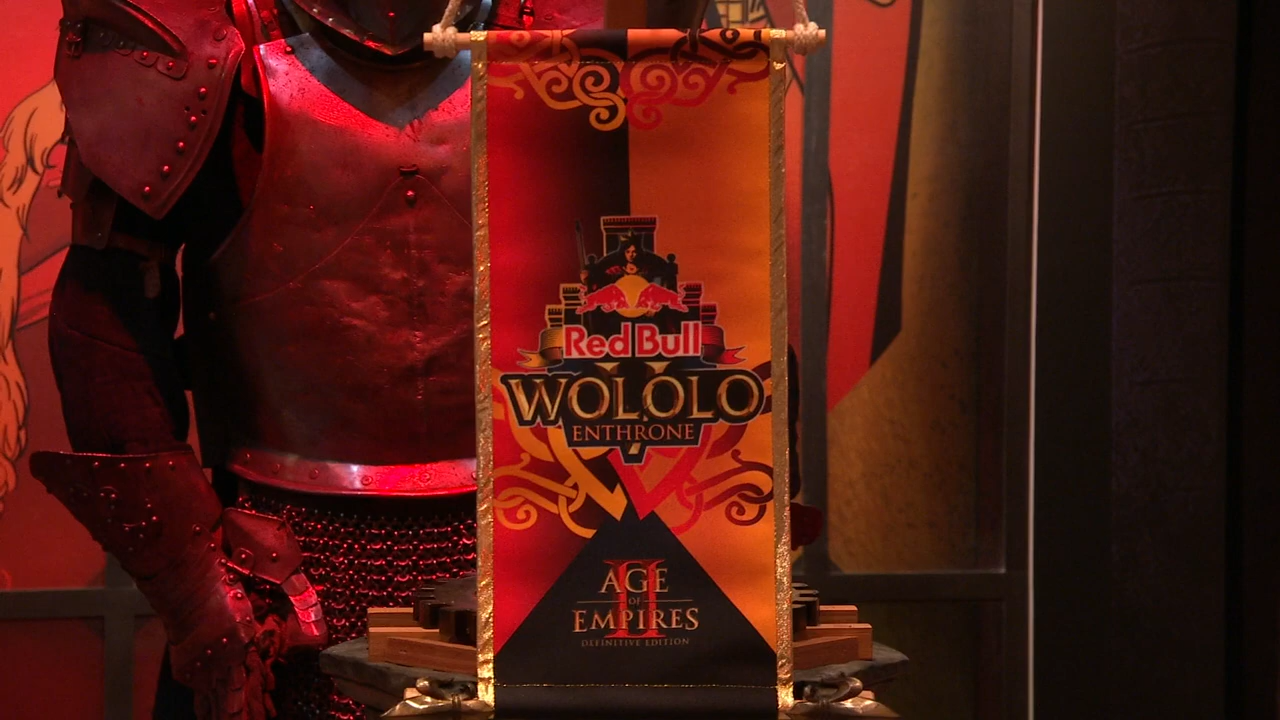 Red Bull
WOLOLO
ENTHRONE
AGE
OF
EMPIRES
II
DEFINITIVE EDITION